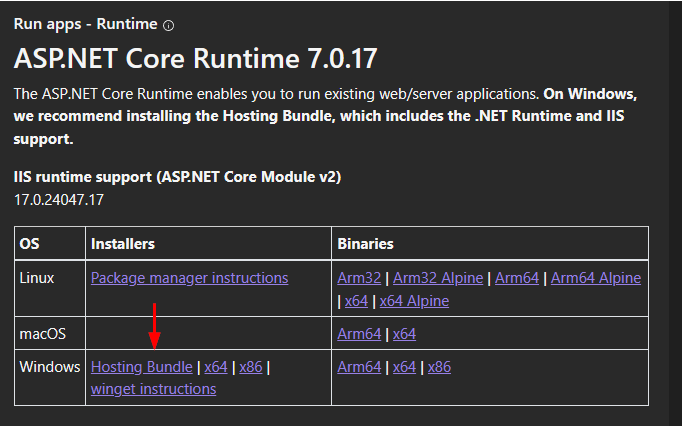 Run apps - Runtime
ASP.NET Core Runtime 7.0.17
The ASP.NET Core Runtime enables you to run existing web/server applications. On Windows,
we recommend installing the Hosting Bundle, which includes the .NET Runtime and IIS
support.
IIS runtime support (ASP.NET Core Module v2)
17.0.24047.17
OS Installers Binaries
Linux Package manager instructions Arm32 | Arm32 Alpine | Arm64 | Arm64 Alpine
| x64 | x64 Alpine
macOS Arm64 | x64
Windows Hosting Bundle | x64 | x86 | Arm64 | x64 | x86
winget instructions